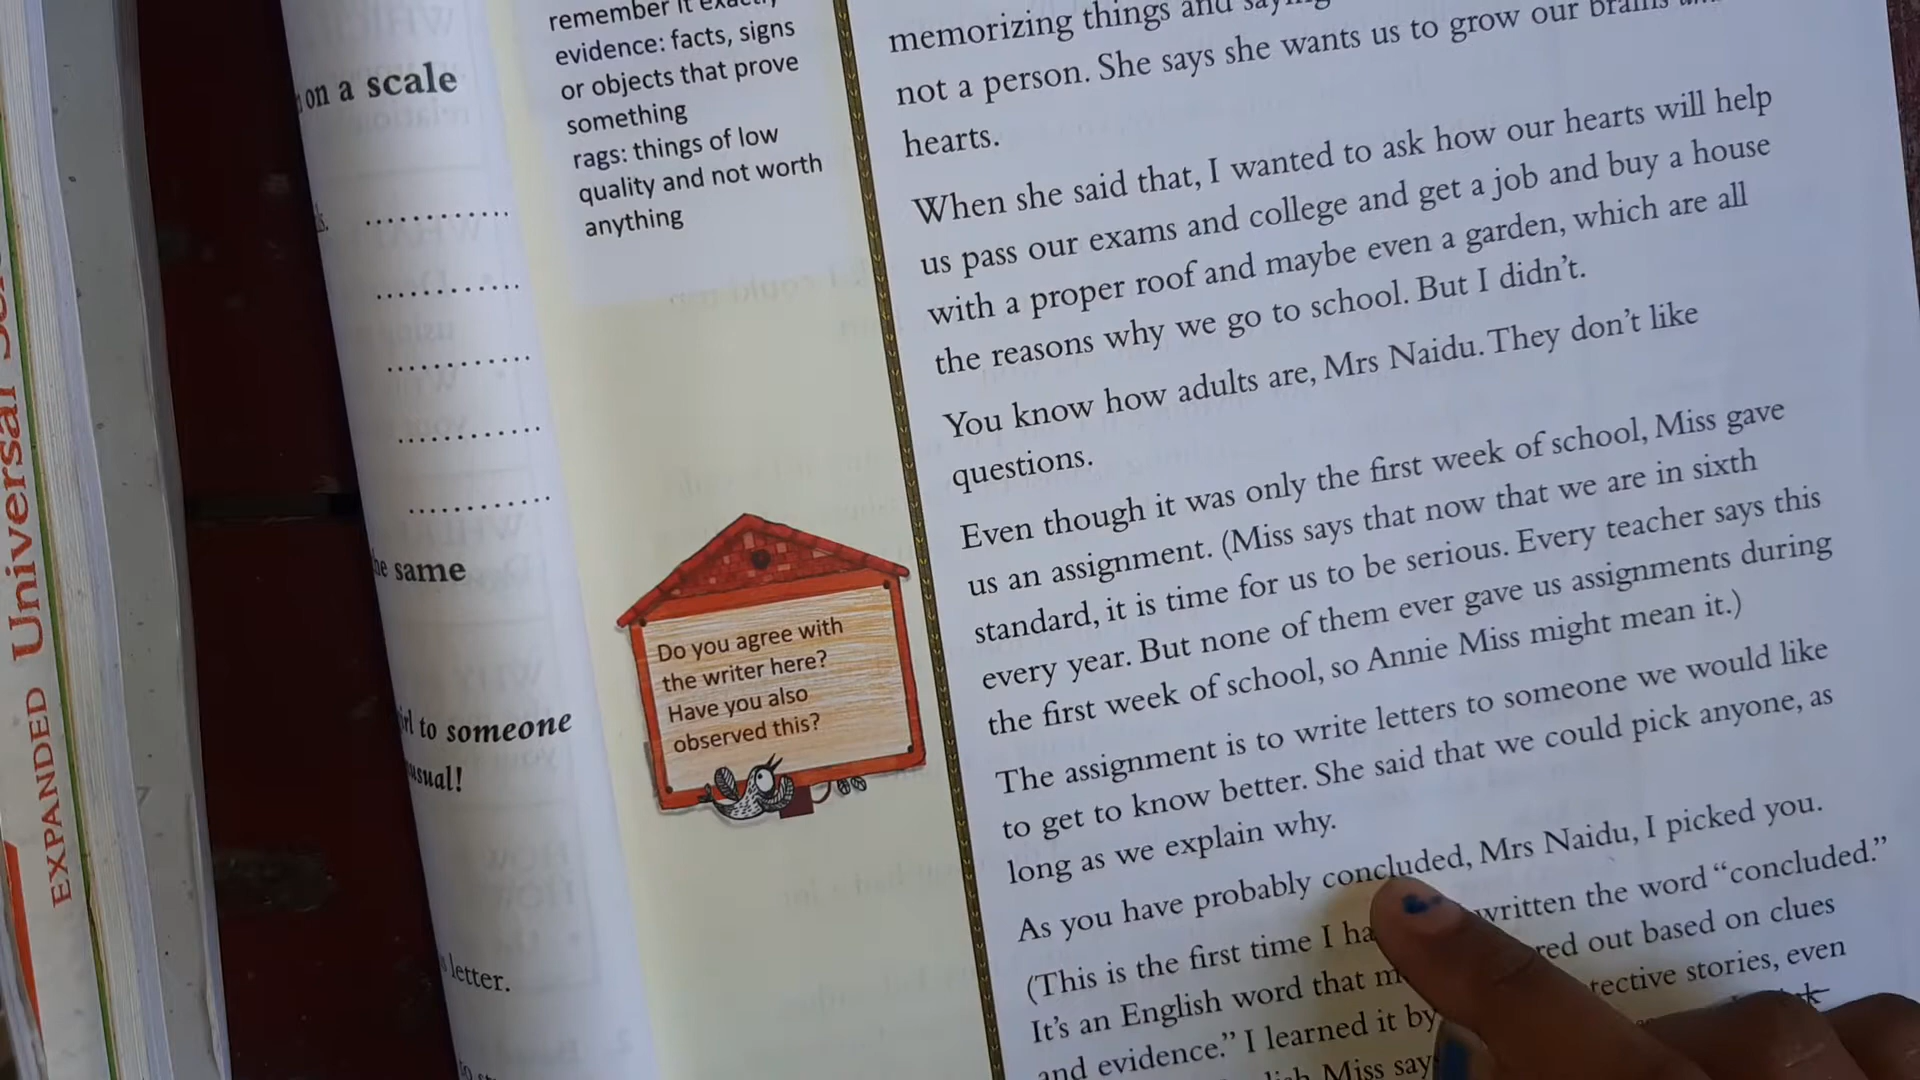 EXPANDED Universal
on a scale
............
............
............
............
............
same
to someone
usual!
letter.
remember it exactly
evidence: facts, signs
or objects that prove
something
rags: things of low
quality and not worth
anything
Do you agree with
the writer here?
Have you also
observed this?
memorizing things and
not a person. She says she wants us to grow our brains
hearts.
When she said that, I wanted to ask how our hearts will help
us pass our exams and college and get a job and buy a house
with a proper roof and maybe even a garden, which are all
the reasons why we go to school. But I didn't.
You know how adults are, Mrs Naidu. They don't like
questions.
Even though it was only the first week of school, Miss gave
us an assignment. (Miss says that now that we are in sixth
standard, it is time for us to be serious. Every teacher says this
every year. But none of them ever gave us assignments during
the first week of school, so Annie Miss might mean it.)
The assignment is to write letters to someone we would like
to get to know better. She said that we could pick anyone, as
long as we explain why.
As you have probably concluded, Mrs Naidu, I picked you.
(This is the first time I written the word "concluded."
It's an English word that out based on clues
and evidence." I learned it by stories, even
Miss